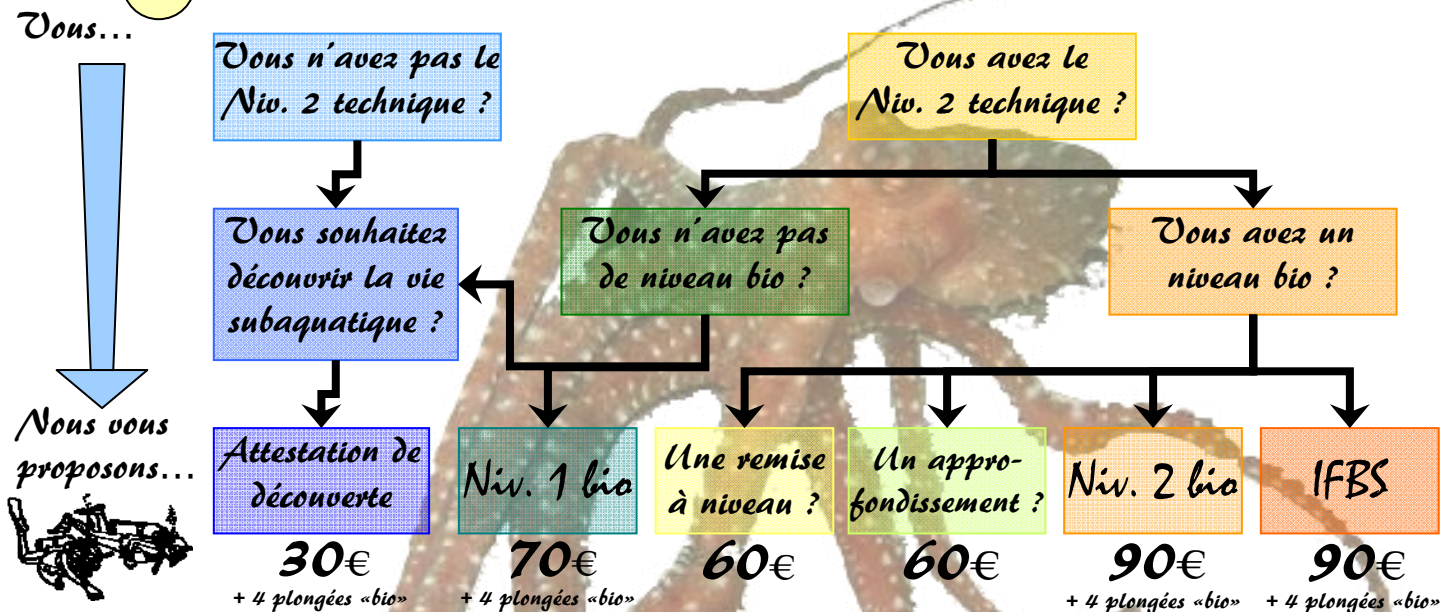 Vous...
Vous n'avez pas le
Niv. 2 technique ?
Vous avez le
Niv. 2 technique ?
Vous souhaitez
découvrir la vie
subaquatique ?
Vous n'avez pas
de niveau bio ?
Vous avez un
niveau bio ?
Nous vous
proposons...
Attestation de
découverte
Niv. 1 bio
Une remise
à niveau ?
Un appro-
fondissement ?
Niv. 2 bio
IFBS
30€
+ 4 plongées «bio»
70€
+ 4 plongées «bio»
60€
60€
90€
+ 4 plongées «bio»
90€
+ 4 plongées «bio»